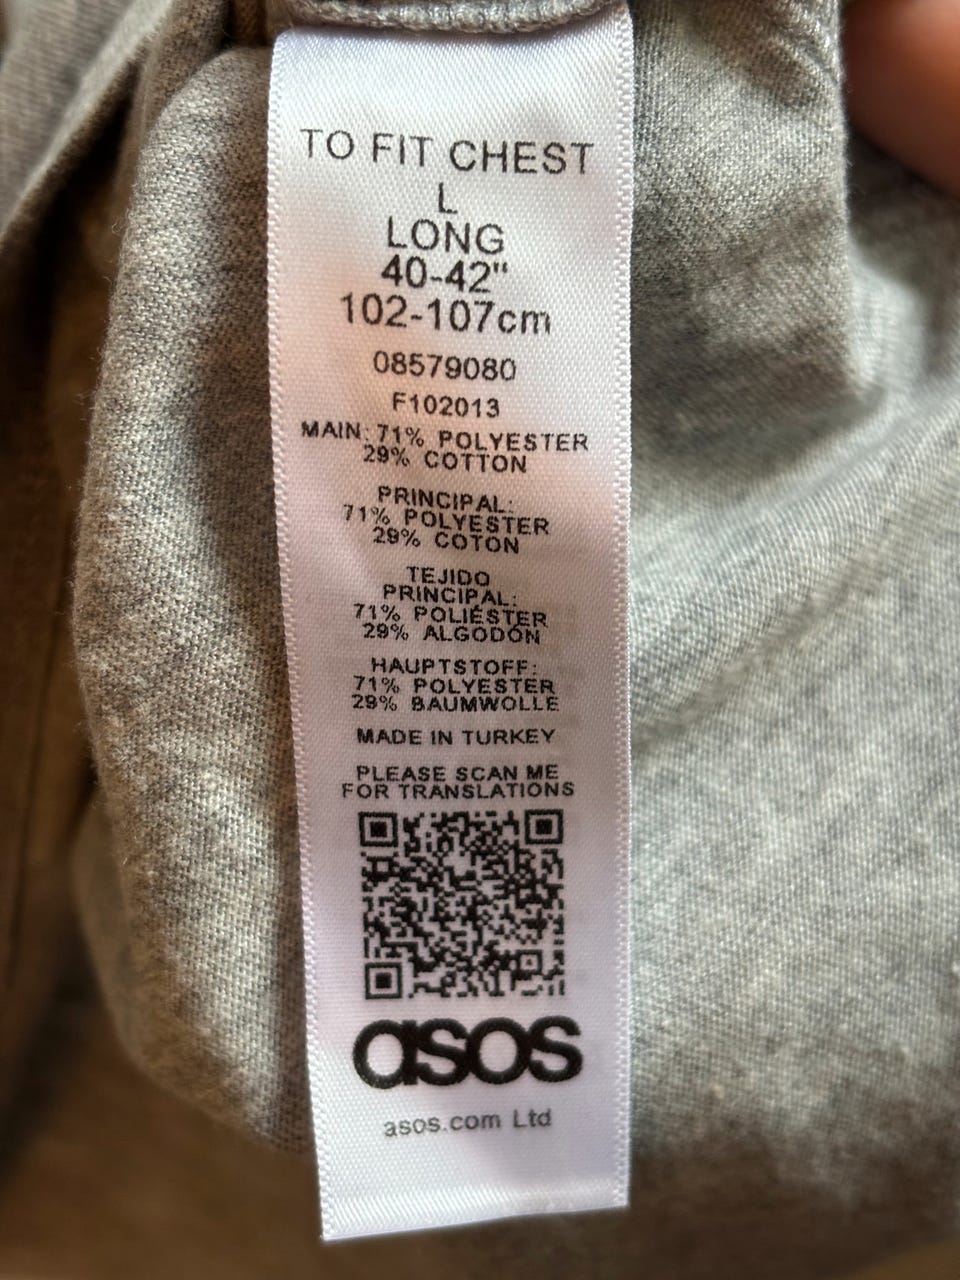 TO FIT CHEST
L
LONG
40-42"
102-107cm
08579080
F102013
MAIN: 71% POLYESTER
29% COTTON
PRINCIPAL:
71% POLYESTER
29% COTON
TEJIDO
PRINCIPAL:
71% POLIÉSTER
29% ALGODÓN
HAUPTSTOFF:
71% POLYESTER
29% BAUMWOLLE
MADE IN TURKEY
PLEASE SCAN ME
FOR TRANSLATIONS
asos
asos.com Ltd